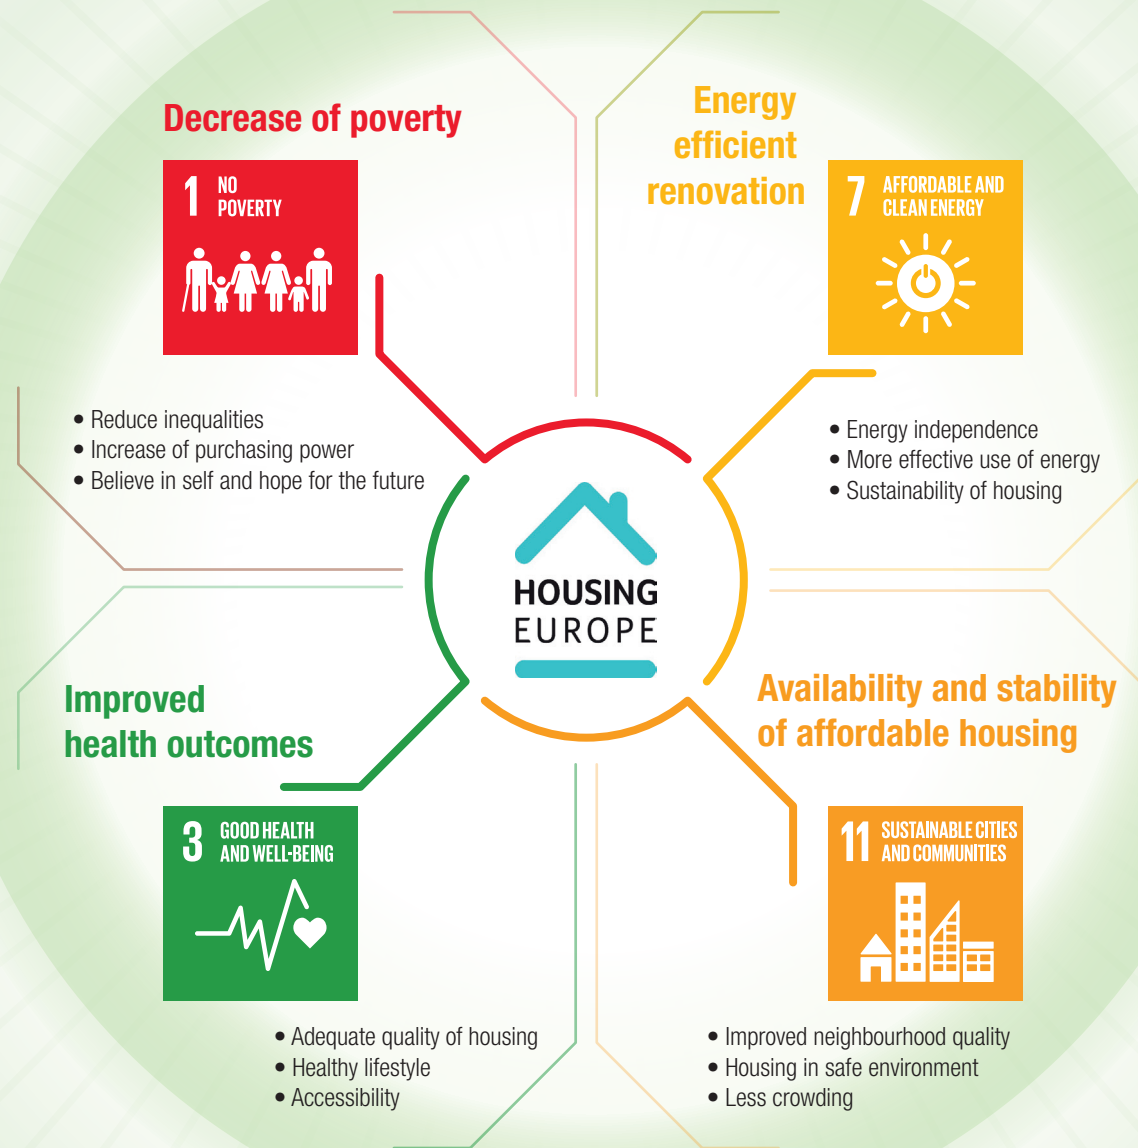 Decrease of poverty
1 NO
POVERTY
• Reduce inequalities
• Increase of purchasing power
• Believe in self and hope for the future
Energy
efficient
renovation
7 AFFORDABLE AND
CLEAN ENERGY
• Energy independence
• More effective use of energy
• Sustainability of housing
HOUSING
EUROPE
Improved
health outcomes
3 GOOD HEALTH
AND WELL-BEING
• Adequate quality of housing
• Healthy lifestyle
• Accessibility
Availability and stability
of affordable housing
11 SUSTAINABLE CITIES
AND COMMUNITIES
• Improved neighbourhood quality
• Housing in safe environment
• Less crowding